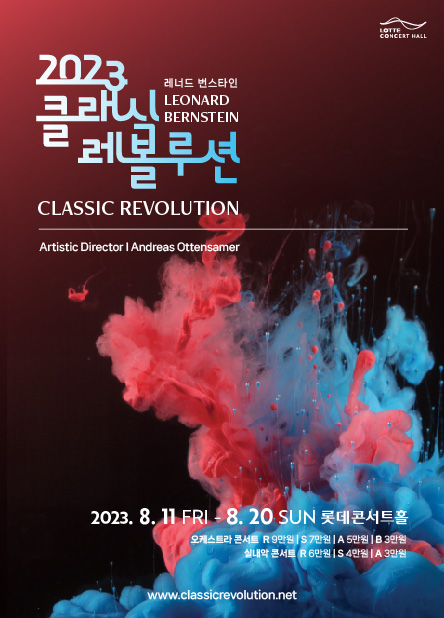 LOTTE
CONCERT HALL
2023
클래식
레볼루션
레너드 번스타인
LEONARD
BERNSTEIN
CLASSIC REVOLUTION
Artistic Director I Andreas Ottensamer
2023. 8. 11 FRI - 8. 20 SUN 롯데콘서트홀
오케스트라 콘서트 R 9만원 | S 7만원 | A 5만원 | B 3만원
실내악 콘서트 R 6만원 | S 4만원 | A 3만원
www.classicrevolution.net